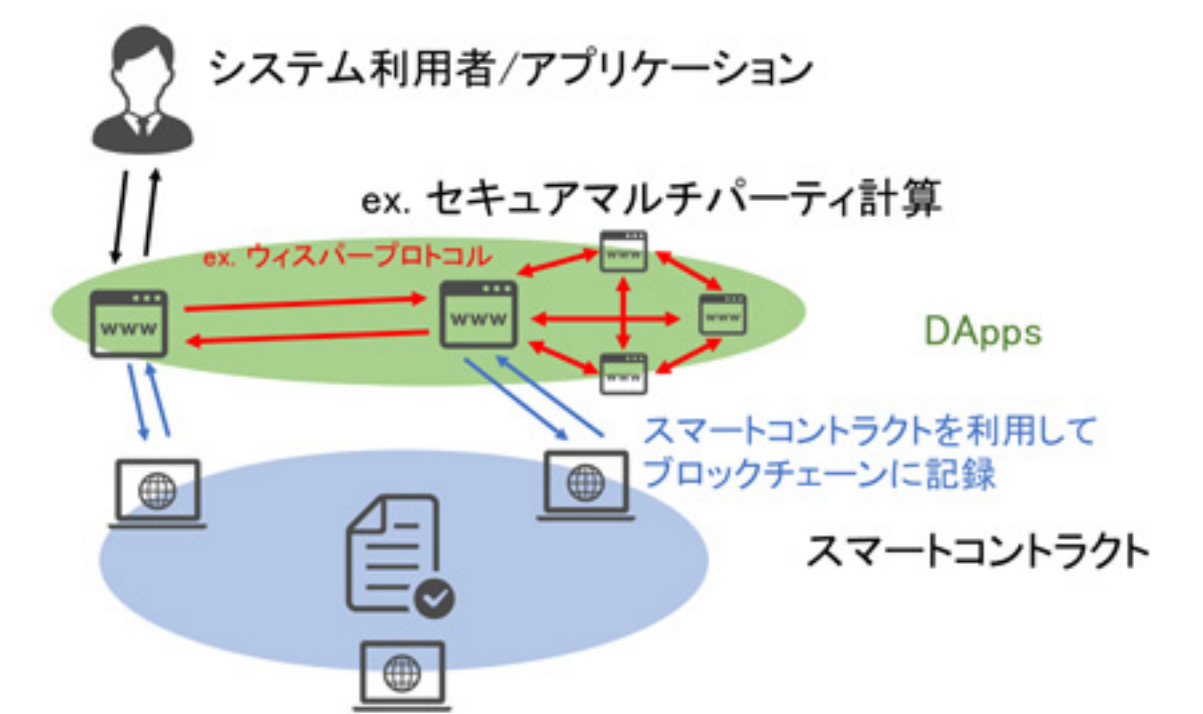 システム利用者/アプリケーション
ex. セキュアマルチパーティ計算
ex. ウィスパープロトコル
www
www
www
www
www
DApps
スマートコントラクトを利用して
ブロックチェーンに記録
スマートコントラクト